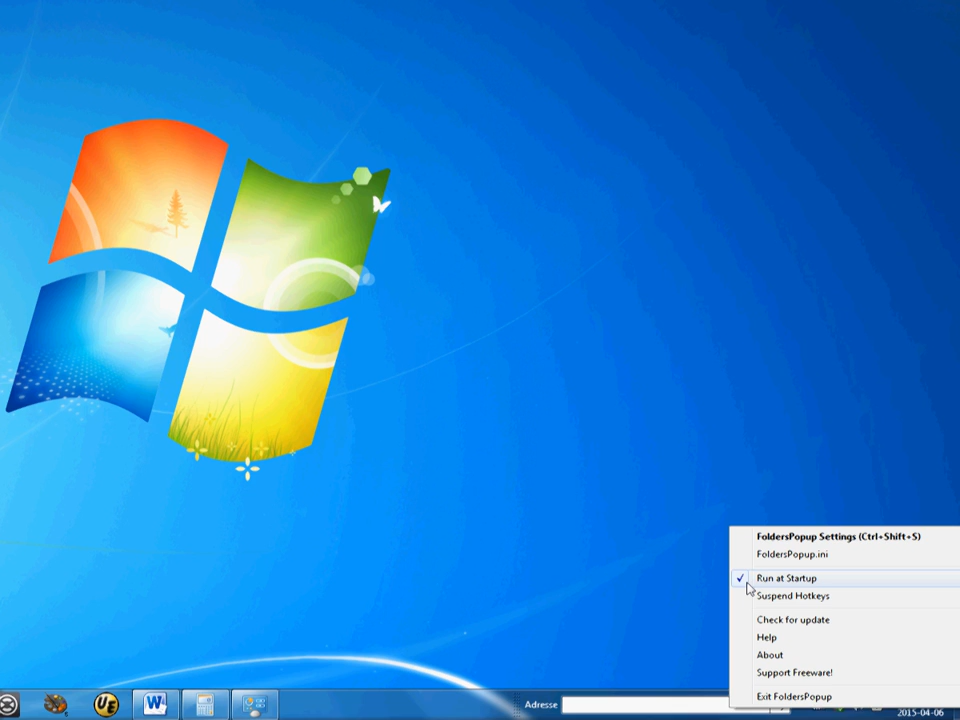 FoldersPopup Settings (Ctrl+Shift+S)
FoldersPopup.ini
Run at Startup
Suspend Hotkeys
Check for update
Help
About
Support Freeware!
Exit FoldersPopup
UE
W
Adresse
2015-04-06